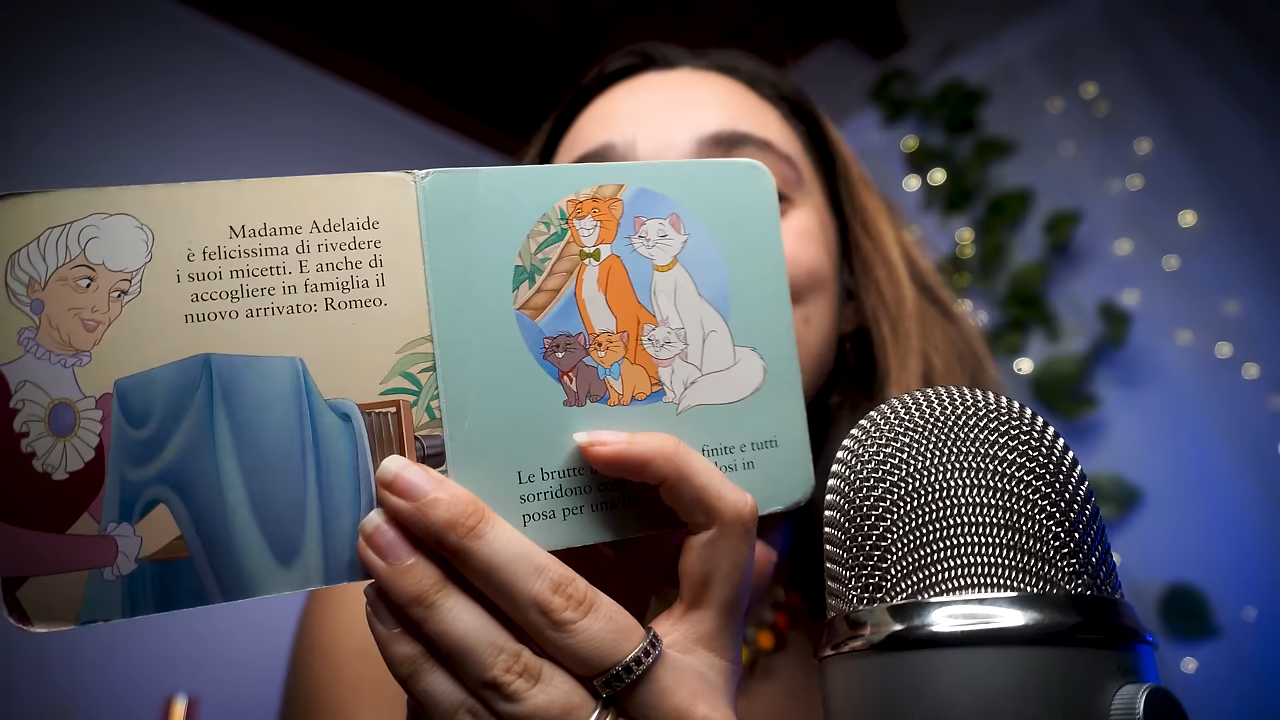 Madame Adelaide
è felicissima di rivedere
i suoi micetti. E anche di
accogliere in famiglia il
nuovo arrivato: Romeo.
Le brutte finite e tutti
sorridono
posa per